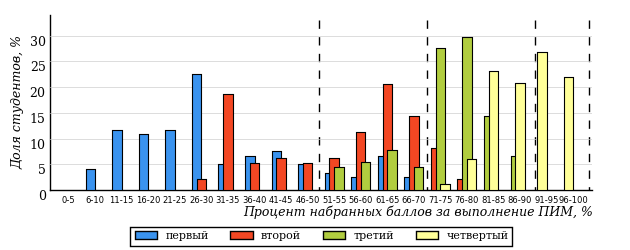 Доля студентов, %
30
25
20
15
10
5
0
0-5 6-10 11-15 16-20 21-25 26-30 31-35 36-40 41-45 46-50 51-55 56-60 61-65 66-70 71-75 76-80 81-85 86-90 91-95 96-100
Процент набранных баллов за выполнение ПИМ, %
первый второй третий четвертый